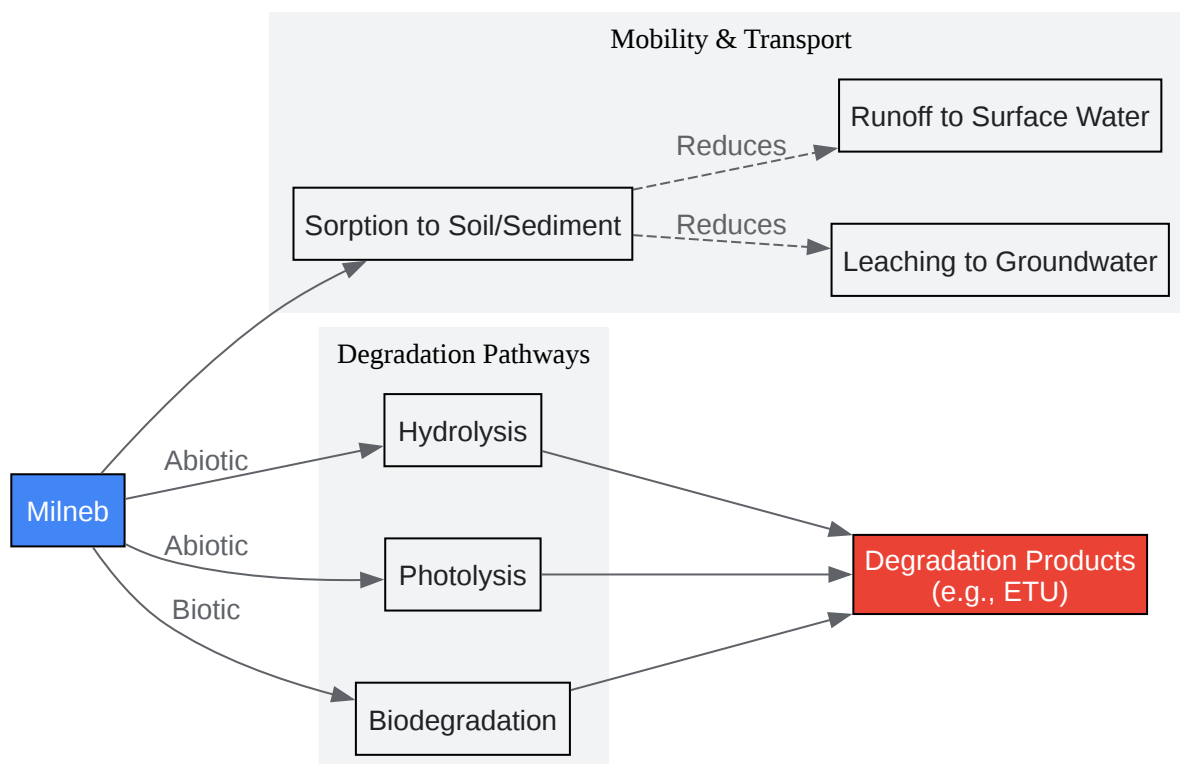 Mobility & Transport
Runoff to Surface Water
Reduces
Sorption to Soil/Sediment
Reduces
Leaching to Groundwater
Degradation Pathways
Hydrolysis
Abiotic
Milneb
Abiotic
Photolysis
Degradation Products
(e.g., ETU)
Biotic
Biodegradation